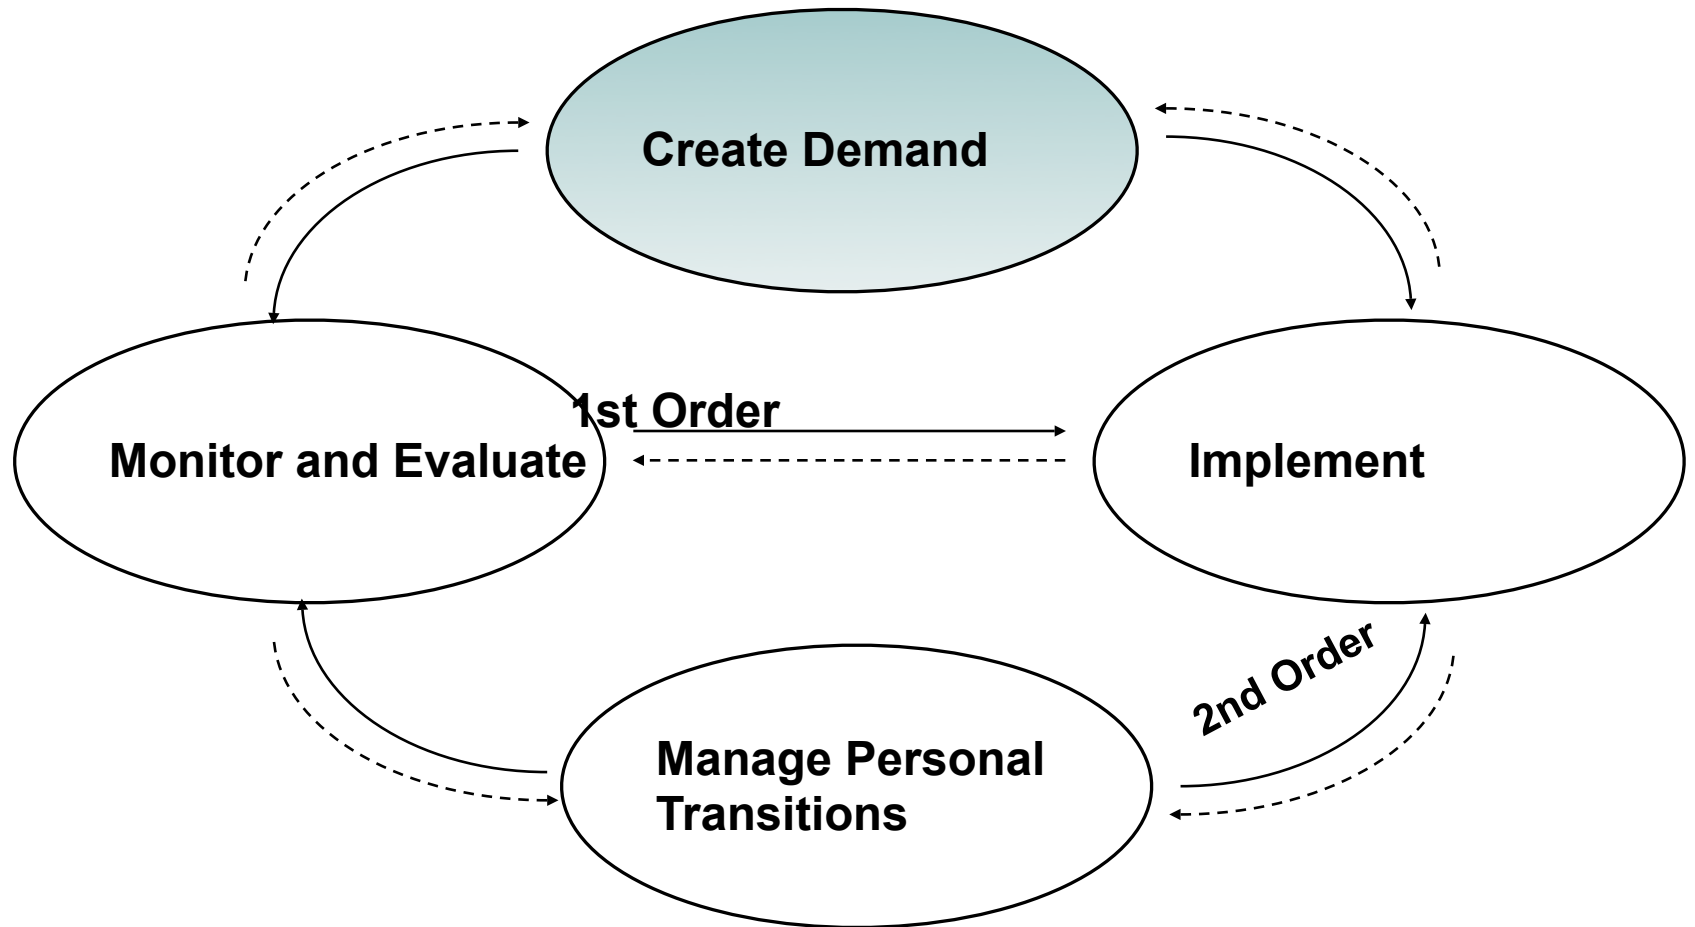 Create Demand
1st Order
Monitor and Evaluate
Implement
2nd Order
Manage Personal
Transitions